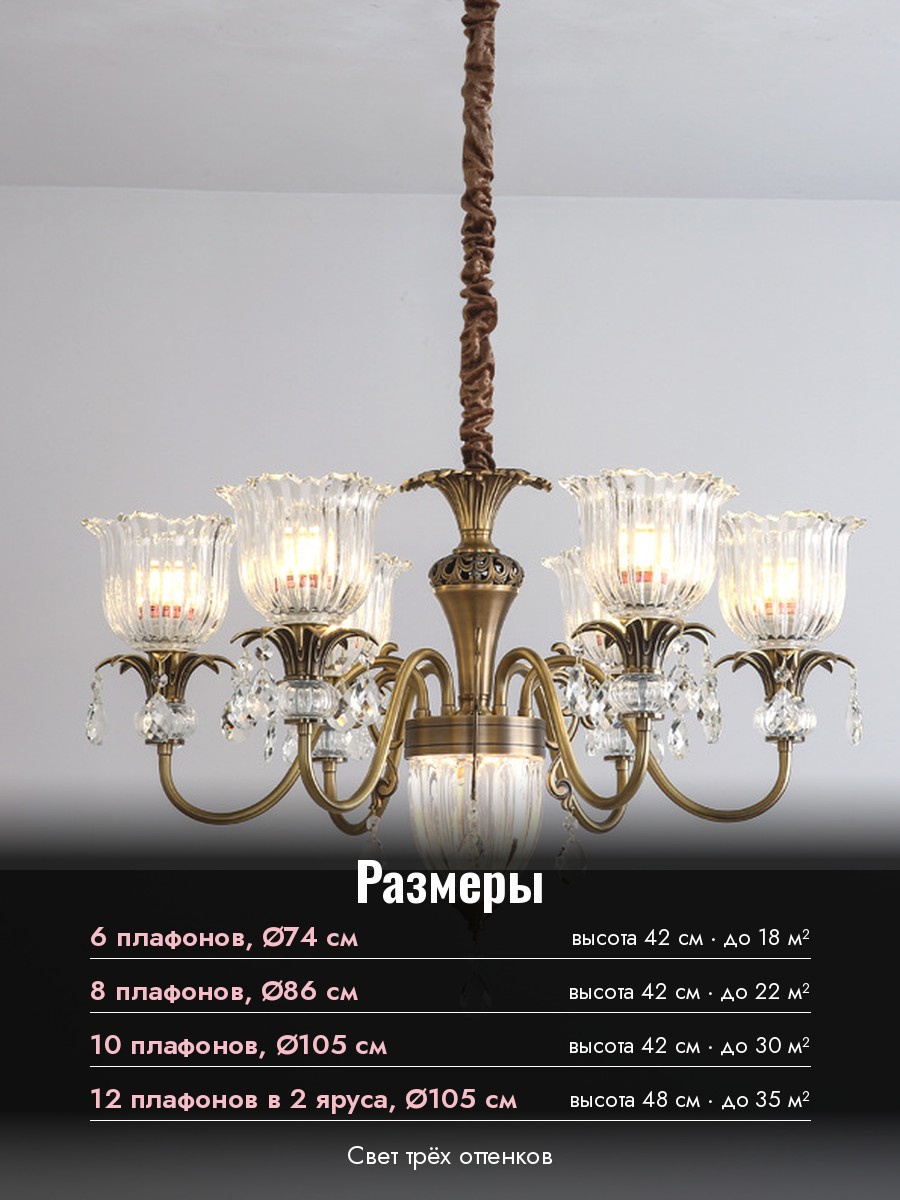 Размеры
6 плафонов, Ø74 см высота 42 см · до 18 м²
8 плафонов, Ø86 см высота 42 см · до 22 м²
10 плафонов, Ø105 см высота 42 см · до 30 м²
12 плафонов в 2 яруса, Ø105 см высота 48 см · до 35 м²
Свет трёх оттенков